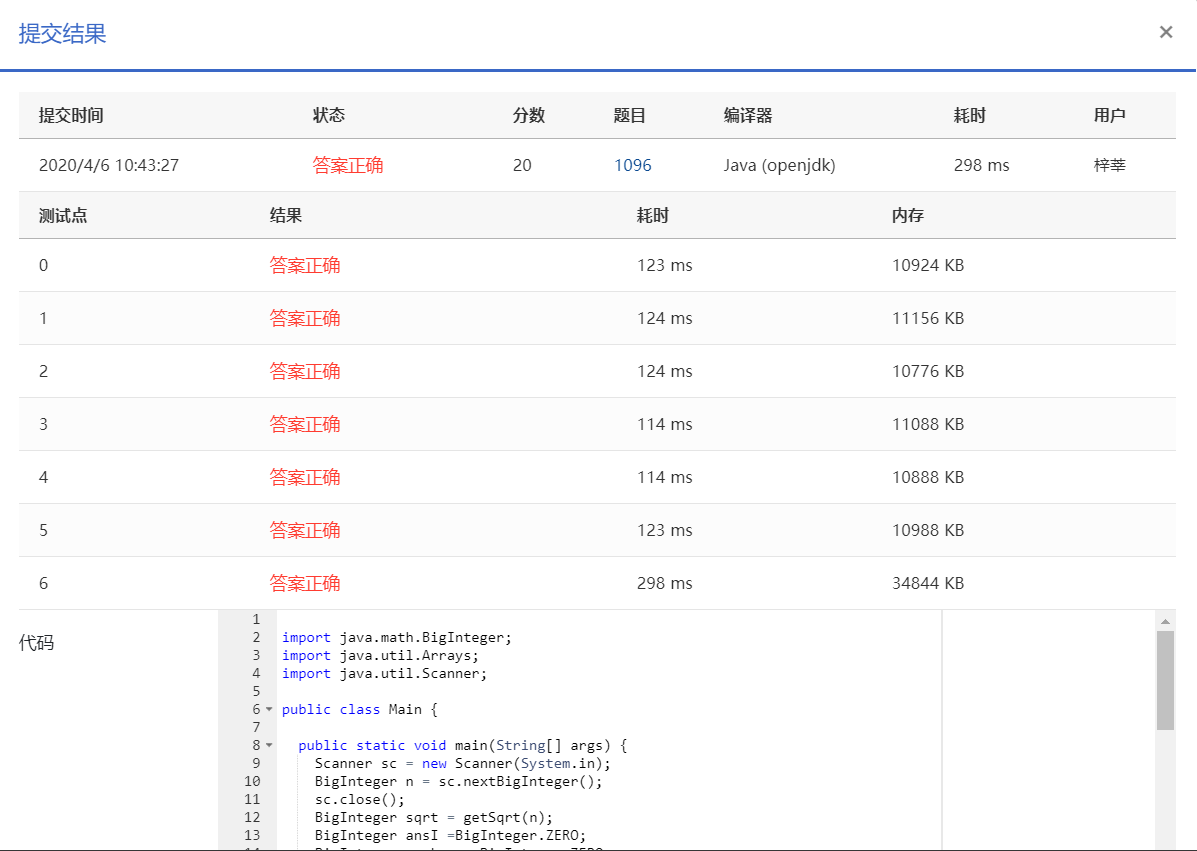 提交结果
×
提交时间 状态 分数 题目 编译器 耗时 用户
2020/4/6 10:43:27 答案正确 20 1096 Java (openjdk) 298 ms 梓莘
测试点 结果 耗时 内存
0 答案正确 123 ms 10924 KB
1 答案正确 124 ms 11156 KB
2 答案正确 124 ms 10776 KB
3 答案正确 114 ms 11088 KB
4 答案正确 114 ms 10888 KB
5 答案正确 123 ms 10988 KB
6 答案正确 298 ms 34844 KB
代码
1
2 import java.math.BigInteger;
3 import java.util.Arrays;
4 import java.util.Scanner;
5
6 public class Main {
7
8 public static void main(String[] args) {
9 Scanner sc = new Scanner(System.in);
10 BigInteger n = sc.nextBigInteger();
11 sc.close();
12 BigInteger sqrt = getSqrt(n);
13 BigInteger ansI =BigInteger.ZERO;